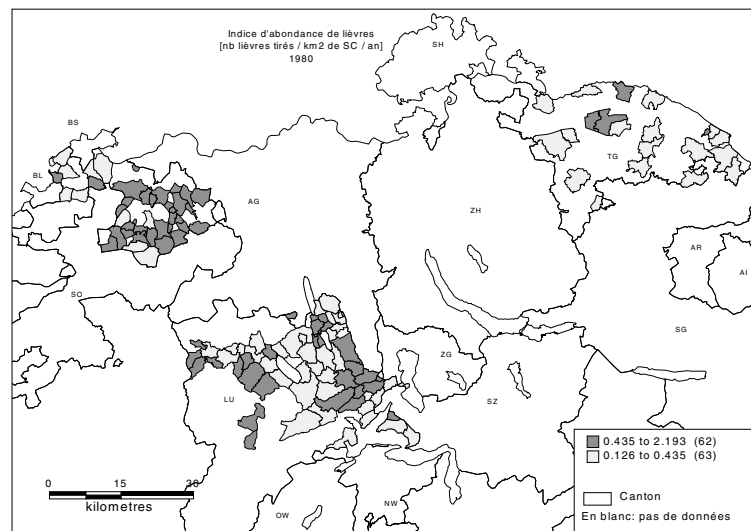 Indice d'abondance de lièvres
[nb lièvres tirés / km2 de SC / an]
1980
SH
BS
BL
TG
AG
ZH
AR
AI
SO
SG
ZG
LU
SZ
0.435 to 2.193 (62)
0.126 to 0.435 (63)
0 15 30
kilometres
Canton
OW
NW
En blanc: pas de données